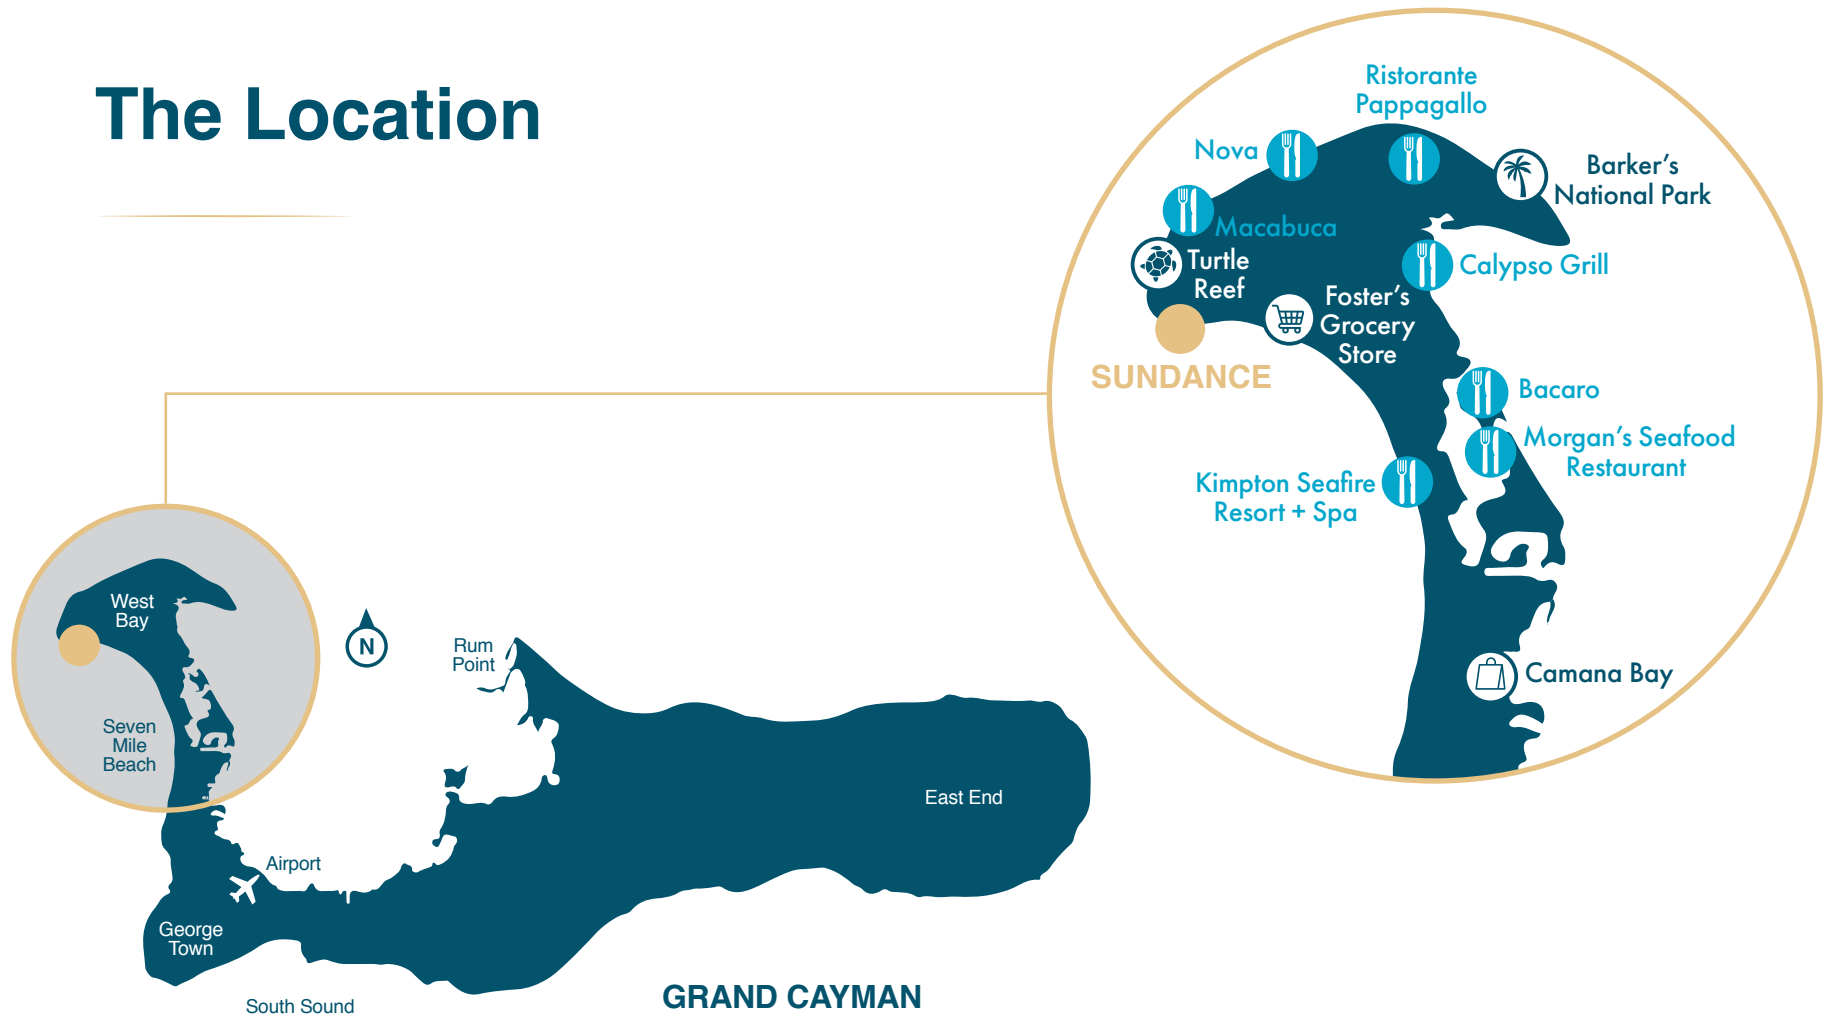 The Location
Ristorante
Pappagallo
Nova
Barker’s
National Park
Macabuca
Turtle
Reef
Calypso Grill
Foster’s
Grocery
Store
SUNDANCE
Bacaro
Morgan’s Seafood
Restaurant
Kimpton Seafire
Resort + Spa
Camana Bay
West
Bay
N
Rum
Point
Seven
Mile
Beach
East End
Airport
George
Town
GRAND CAYMAN
South Sound